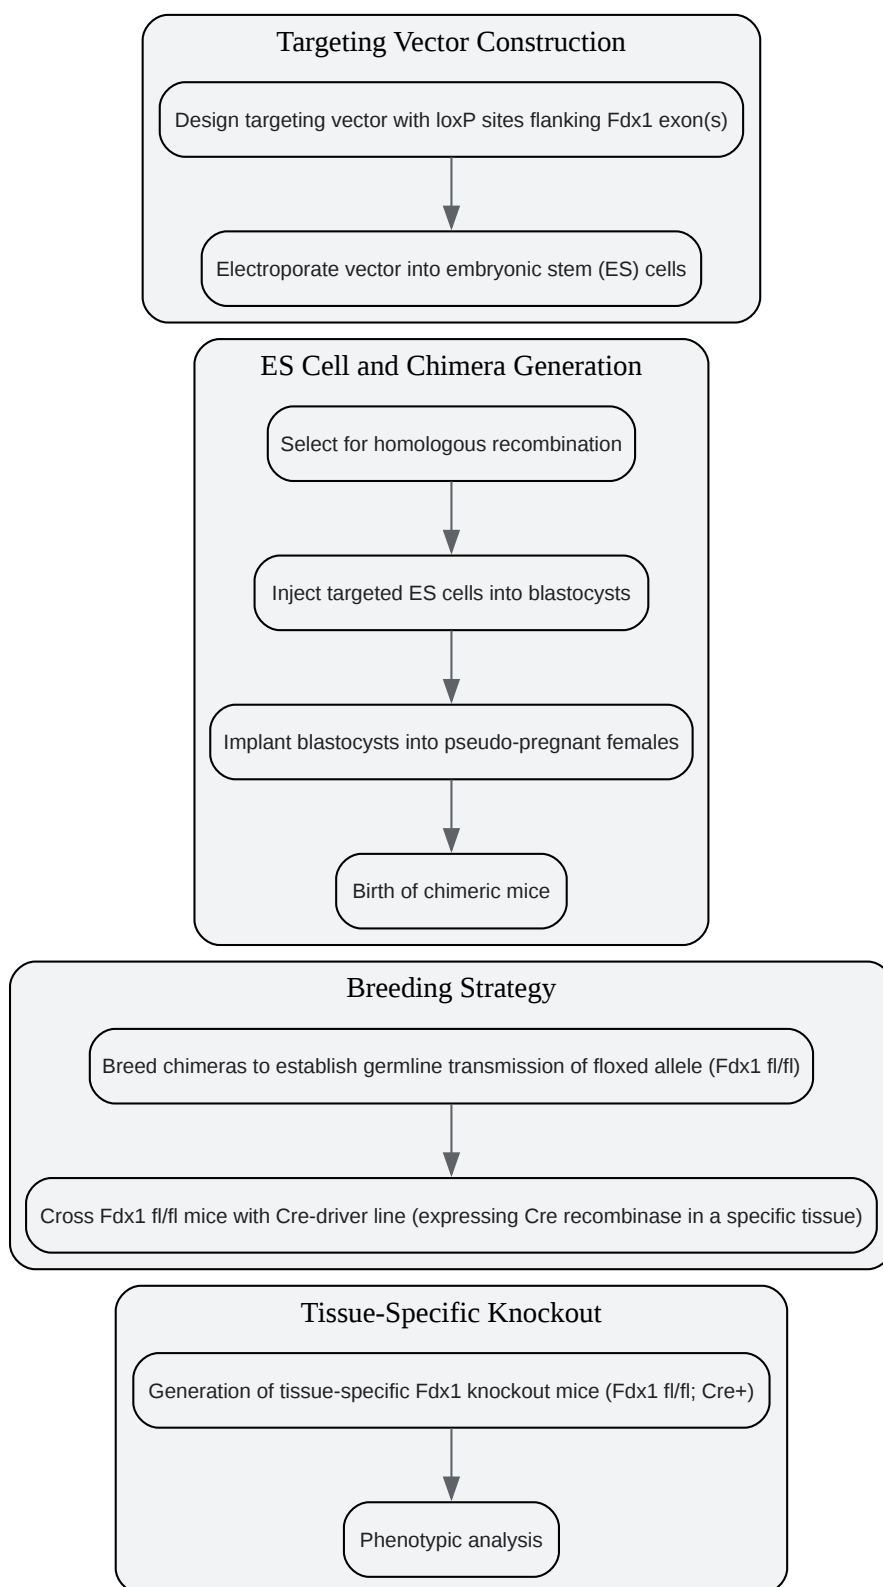 Targeting Vector Construction
Design targeting vector with loxP sites flanking Fdx1 exon(s)
Electroporate vector into embryonic stem (ES) cells
ES Cell and Chimera Generation
Select for homologous recombination
Inject targeted ES cells into blastocysts
Implant blastocysts into pseudo-pregnant females
Birth of chimeric mice
Breeding Strategy
Breed chimeras to establish germline transmission of floxed allele (Fdx1 fl/fl)
Cross Fdx1 fl/fl mice with Cre-driver line (expressing Cre recombinase in a specific tissue)
Tissue-Specific Knockout
Generation of tissue-specific Fdx1 knockout mice (Fdx1 fl/fl; Cre+)
Phenotypic analysis